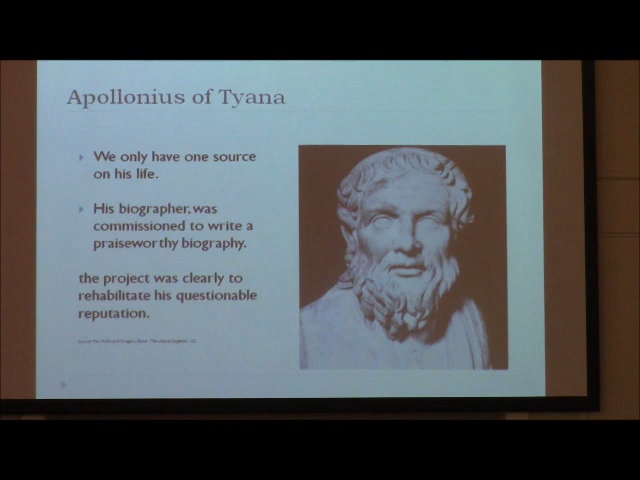 Apollonius of Tyana
We only have one source
on his life.
His biographer, was
commissioned to write a
praiseworthy biography.
the project was clearly to
rehabilitate his questionable
reputation.